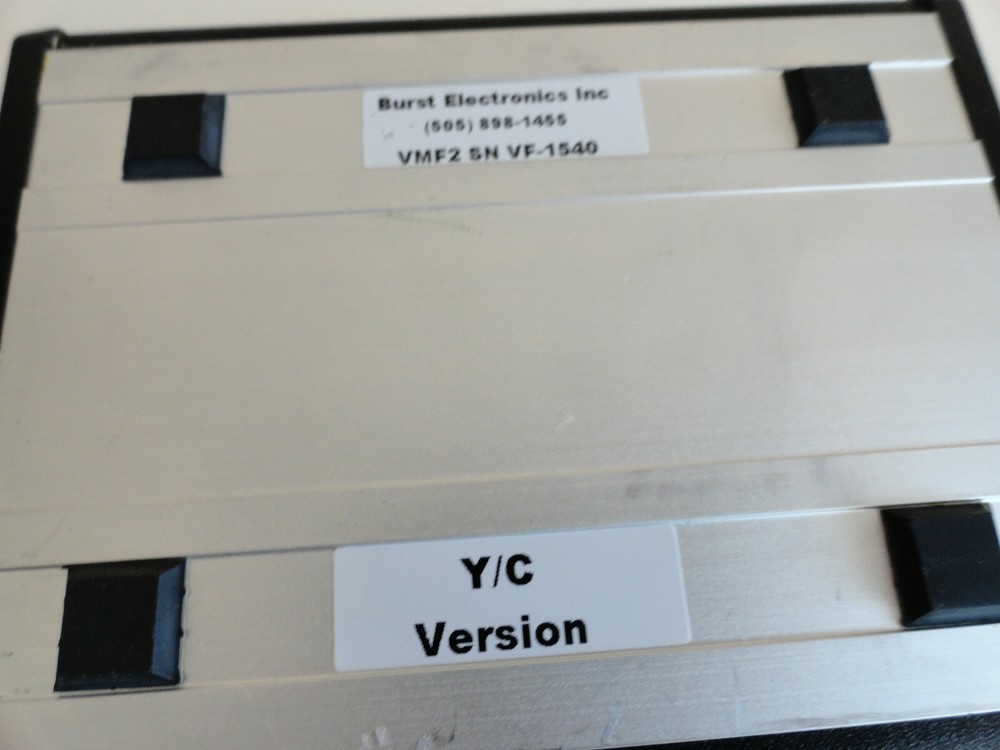 Burst Electronics Inc
(505) 898-1455
VMF2 SN VF-1540
Y/C
Version